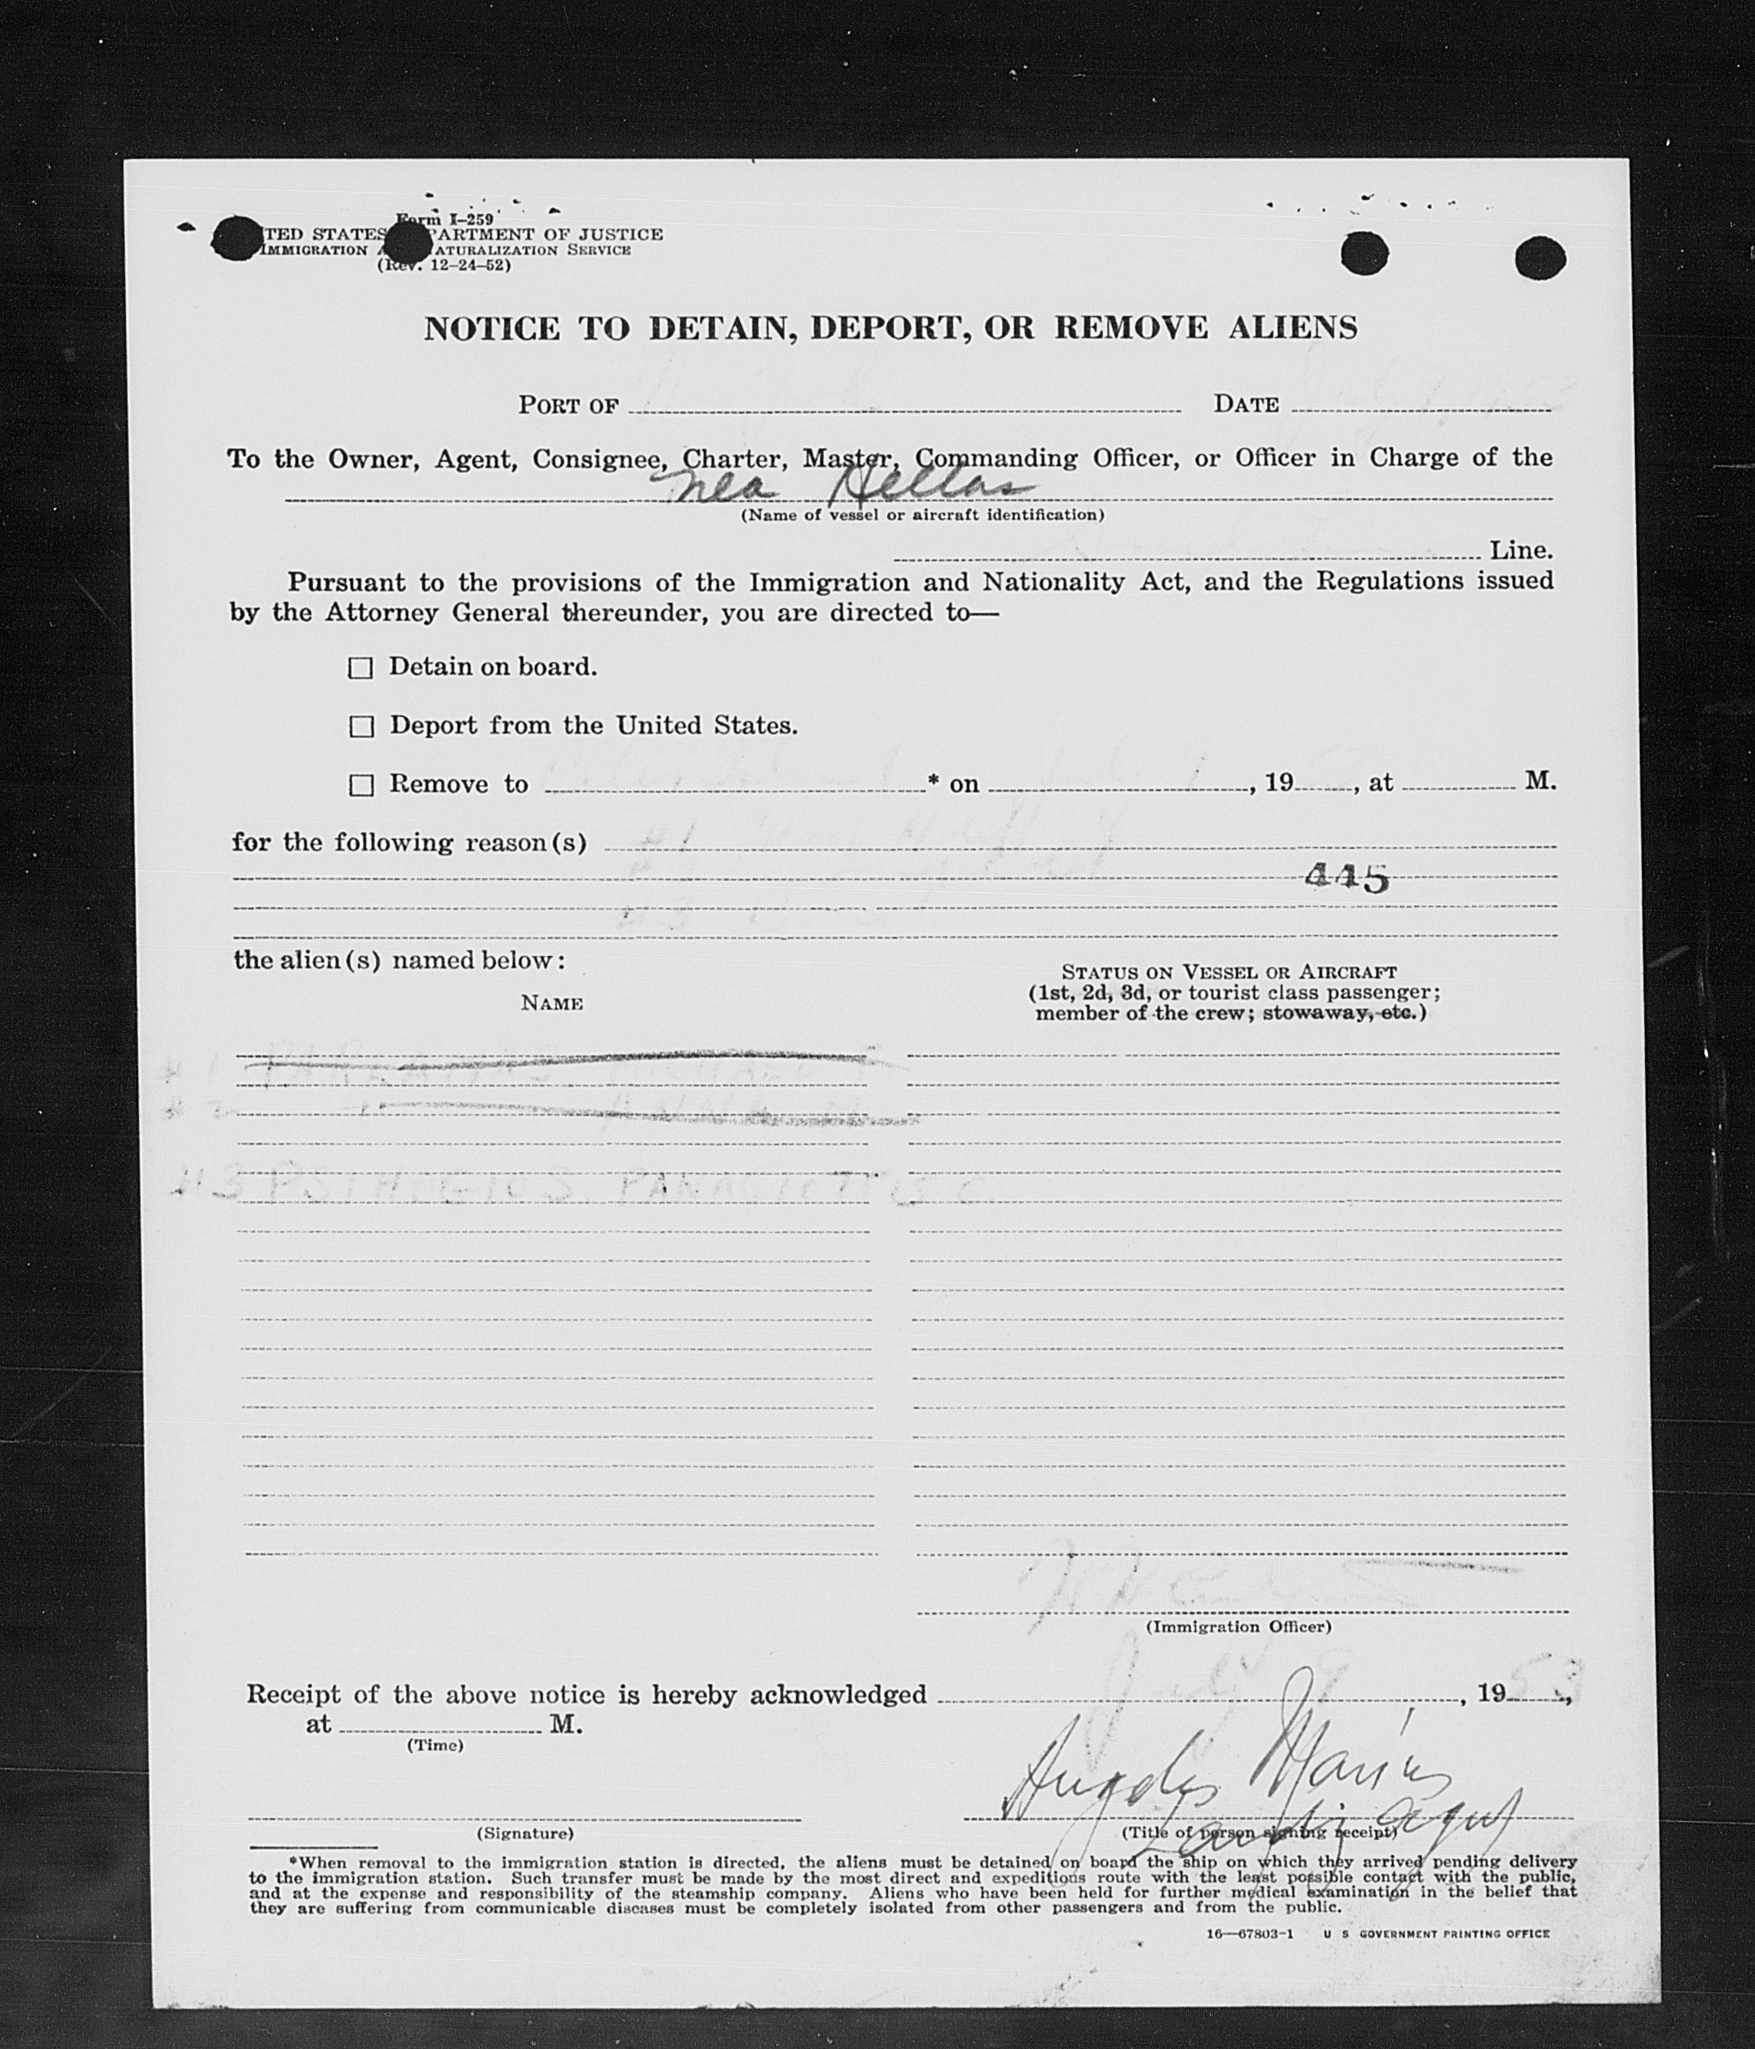 Form I-259
TED STATES PARTMENT OF JUSTICE
IMMIGRATION A ATURALIZATION SERVICE
(Rev. 12-24-52)
NOTICE TO DETAIN, DEPORT, OR REMOVE ALIENS
PORT OF DATE
To the Owner, Agent, Consignee, Charter, Master, Commanding Officer, or Officer in Charge of the
Nea Hellas
(Name of vessel or aircraft identification)
Line.
Pursuant to the provisions of the Immigration and Nationality Act, and the Regulations issued
by the Attorney General thereunder, you are directed to—
☐ Detain on board.
☐ Deport from the United States.
☐ Remove to * on , 19 , at M.
for the following reason(s) #1
445
#3
the alien(s) named below:
NAME
STATUS ON VESSEL OR AIRCRAFT
(1st, 2d, 3d, or tourist class passenger;
member of the crew; stowaway, etc.)
#1
#2
#3
(Immigration Officer)
Receipt of the above notice is hereby acknowledged July 9, 1953,
at M.
(Time)
(Signature)
(Title of person signing receipt)
*When removal to the immigration station is directed, the aliens must be detained on board the ship on which they arrived pending delivery
to the immigration station. Such transfer must be made by the most direct and expeditious route with the least possible contact with the public,
and at the expense and responsibility of the steamship company. Aliens who have been held for further medical examination in the belief that
they are suffering from communicable diseases must be completely isolated from other passengers and from the public.
16—67803-1 U S GOVERNMENT PRINTING OFFICE